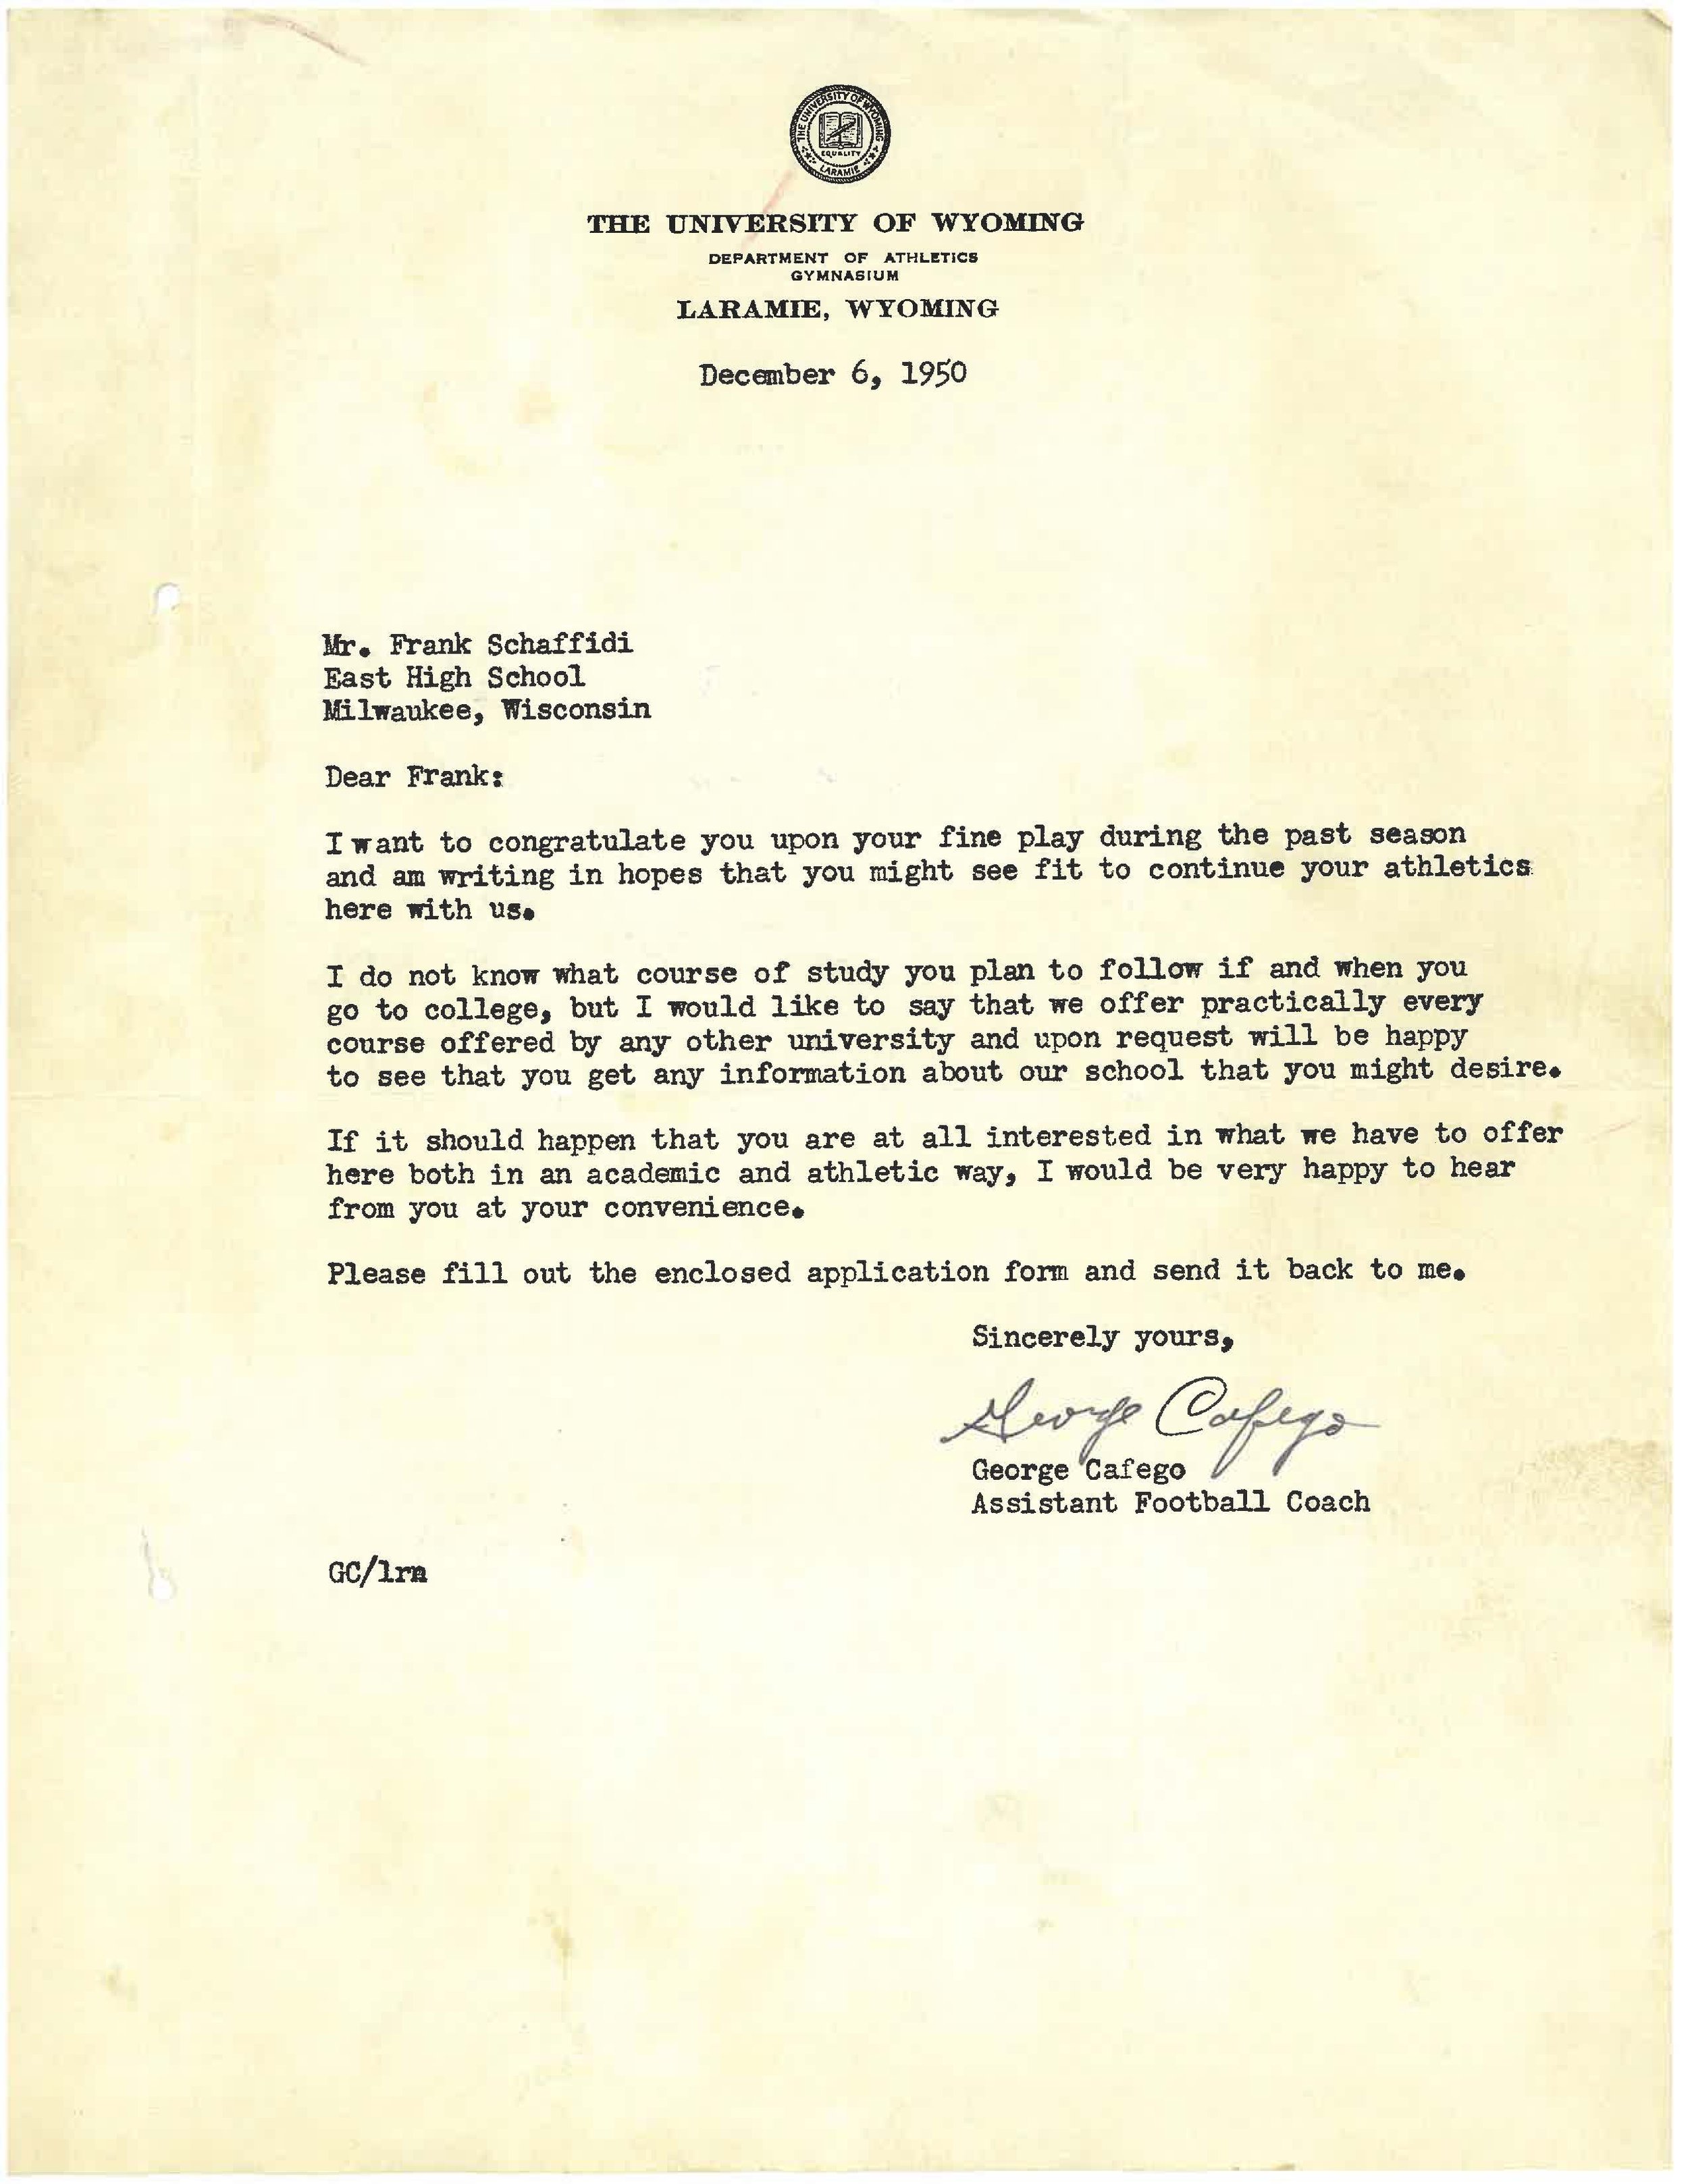 THE UNIVERSITY OF WYOMING
EQUALITY
LARAMIE
THE UNIVERSITY OF WYOMING
DEPARTMENT OF ATHLETICS
GYMNASIUM
LARAMIE, WYOMING
December 6, 1950
Mr. Frank Schaffidi
East High School
Milwaukee, Wisconsin
Dear Frank:
I want to congratulate you upon your fine play during the past season
and am writing in hopes that you might see fit to continue your athletics
here with us.
I do not know what course of study you plan to follow if and when you
go to college, but I would like to say that we offer practically every
course offered by any other university and upon request will be happy
to see that you get any information about our school that you might desire.
If it should happen that you are at all interested in what we have to offer
here both in an academic and athletic way, I would be very happy to hear
from you at your convenience.
Please fill out the enclosed application form and send it back to me.
Sincerely yours,
George Cafego
George Cafego
Assistant Football Coach
GC/lrm